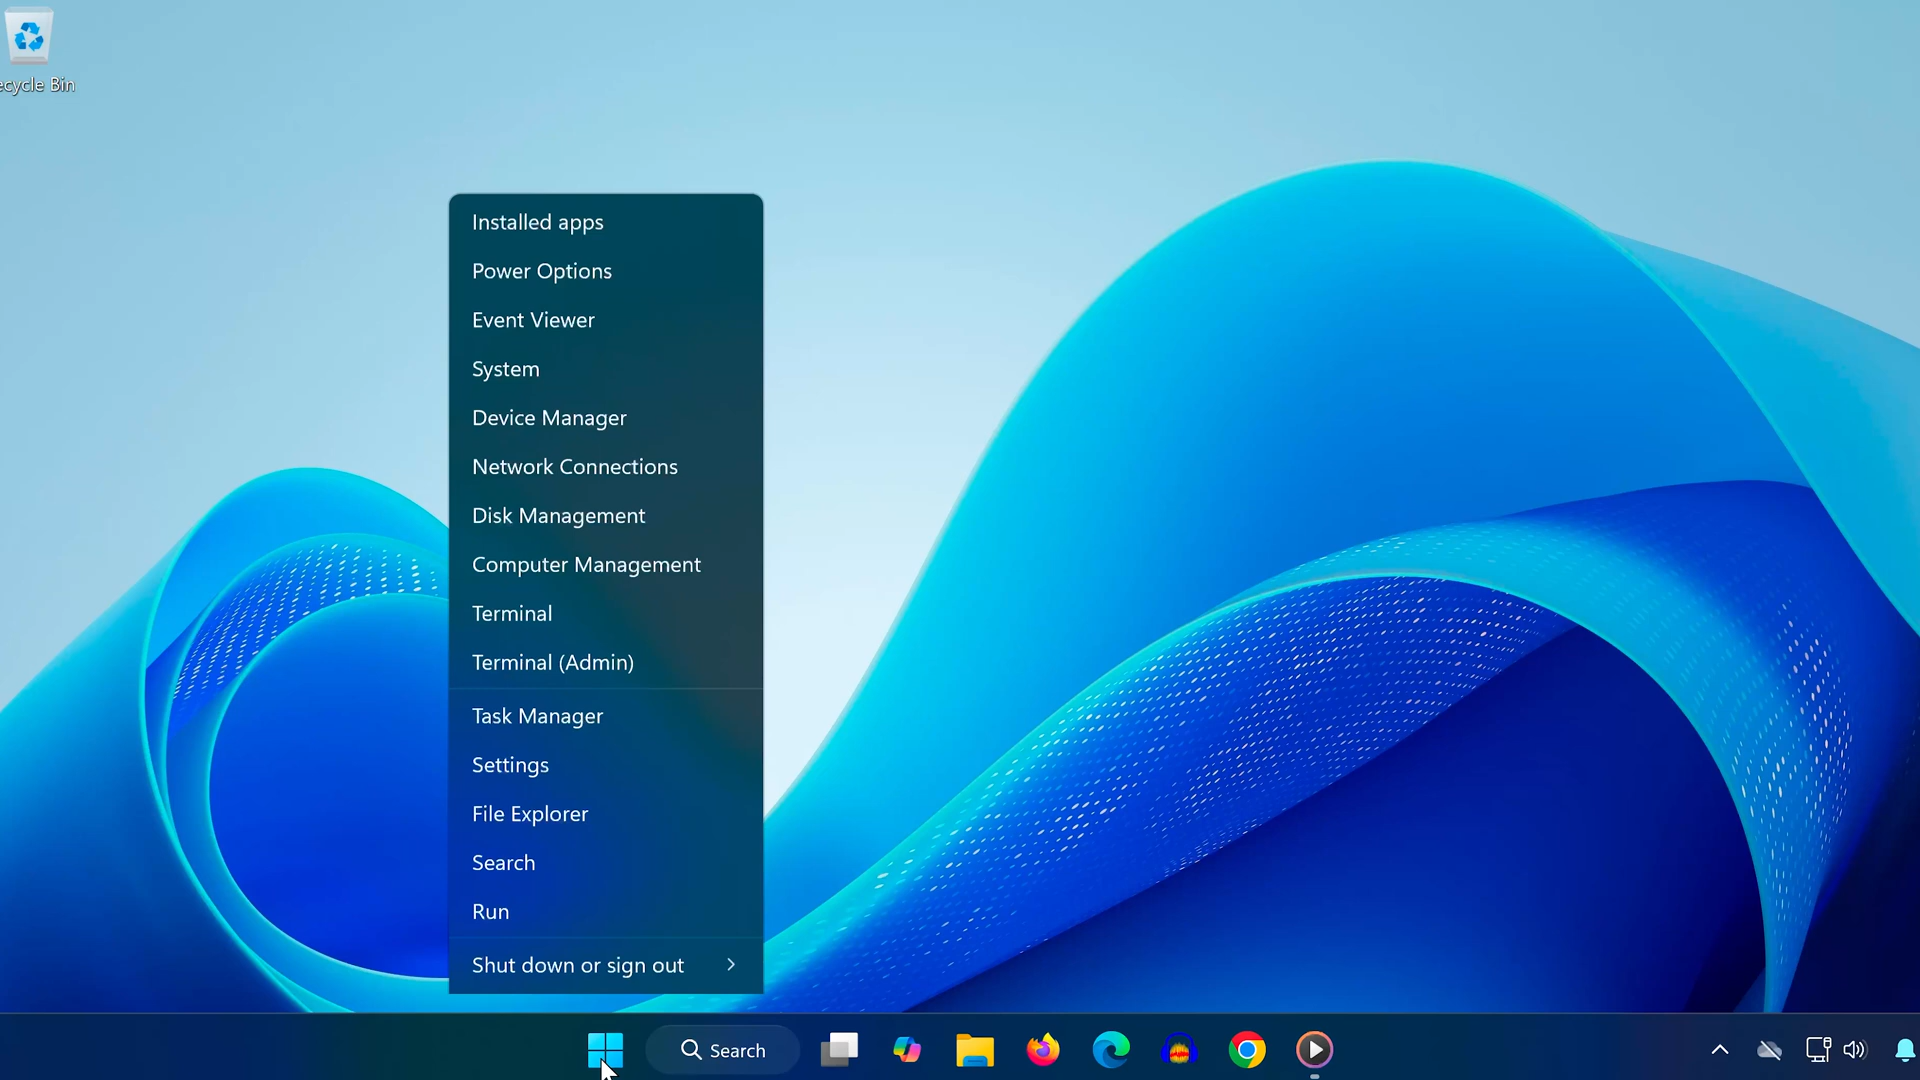 ecycle Bin
Installed apps
Power Options
Event Viewer
System
Device Manager
Network Connections
Disk Management
Computer Management
Terminal
Terminal (Admin)
Task Manager
Settings
File Explorer
Search
Run
Shut down or sign out
Search